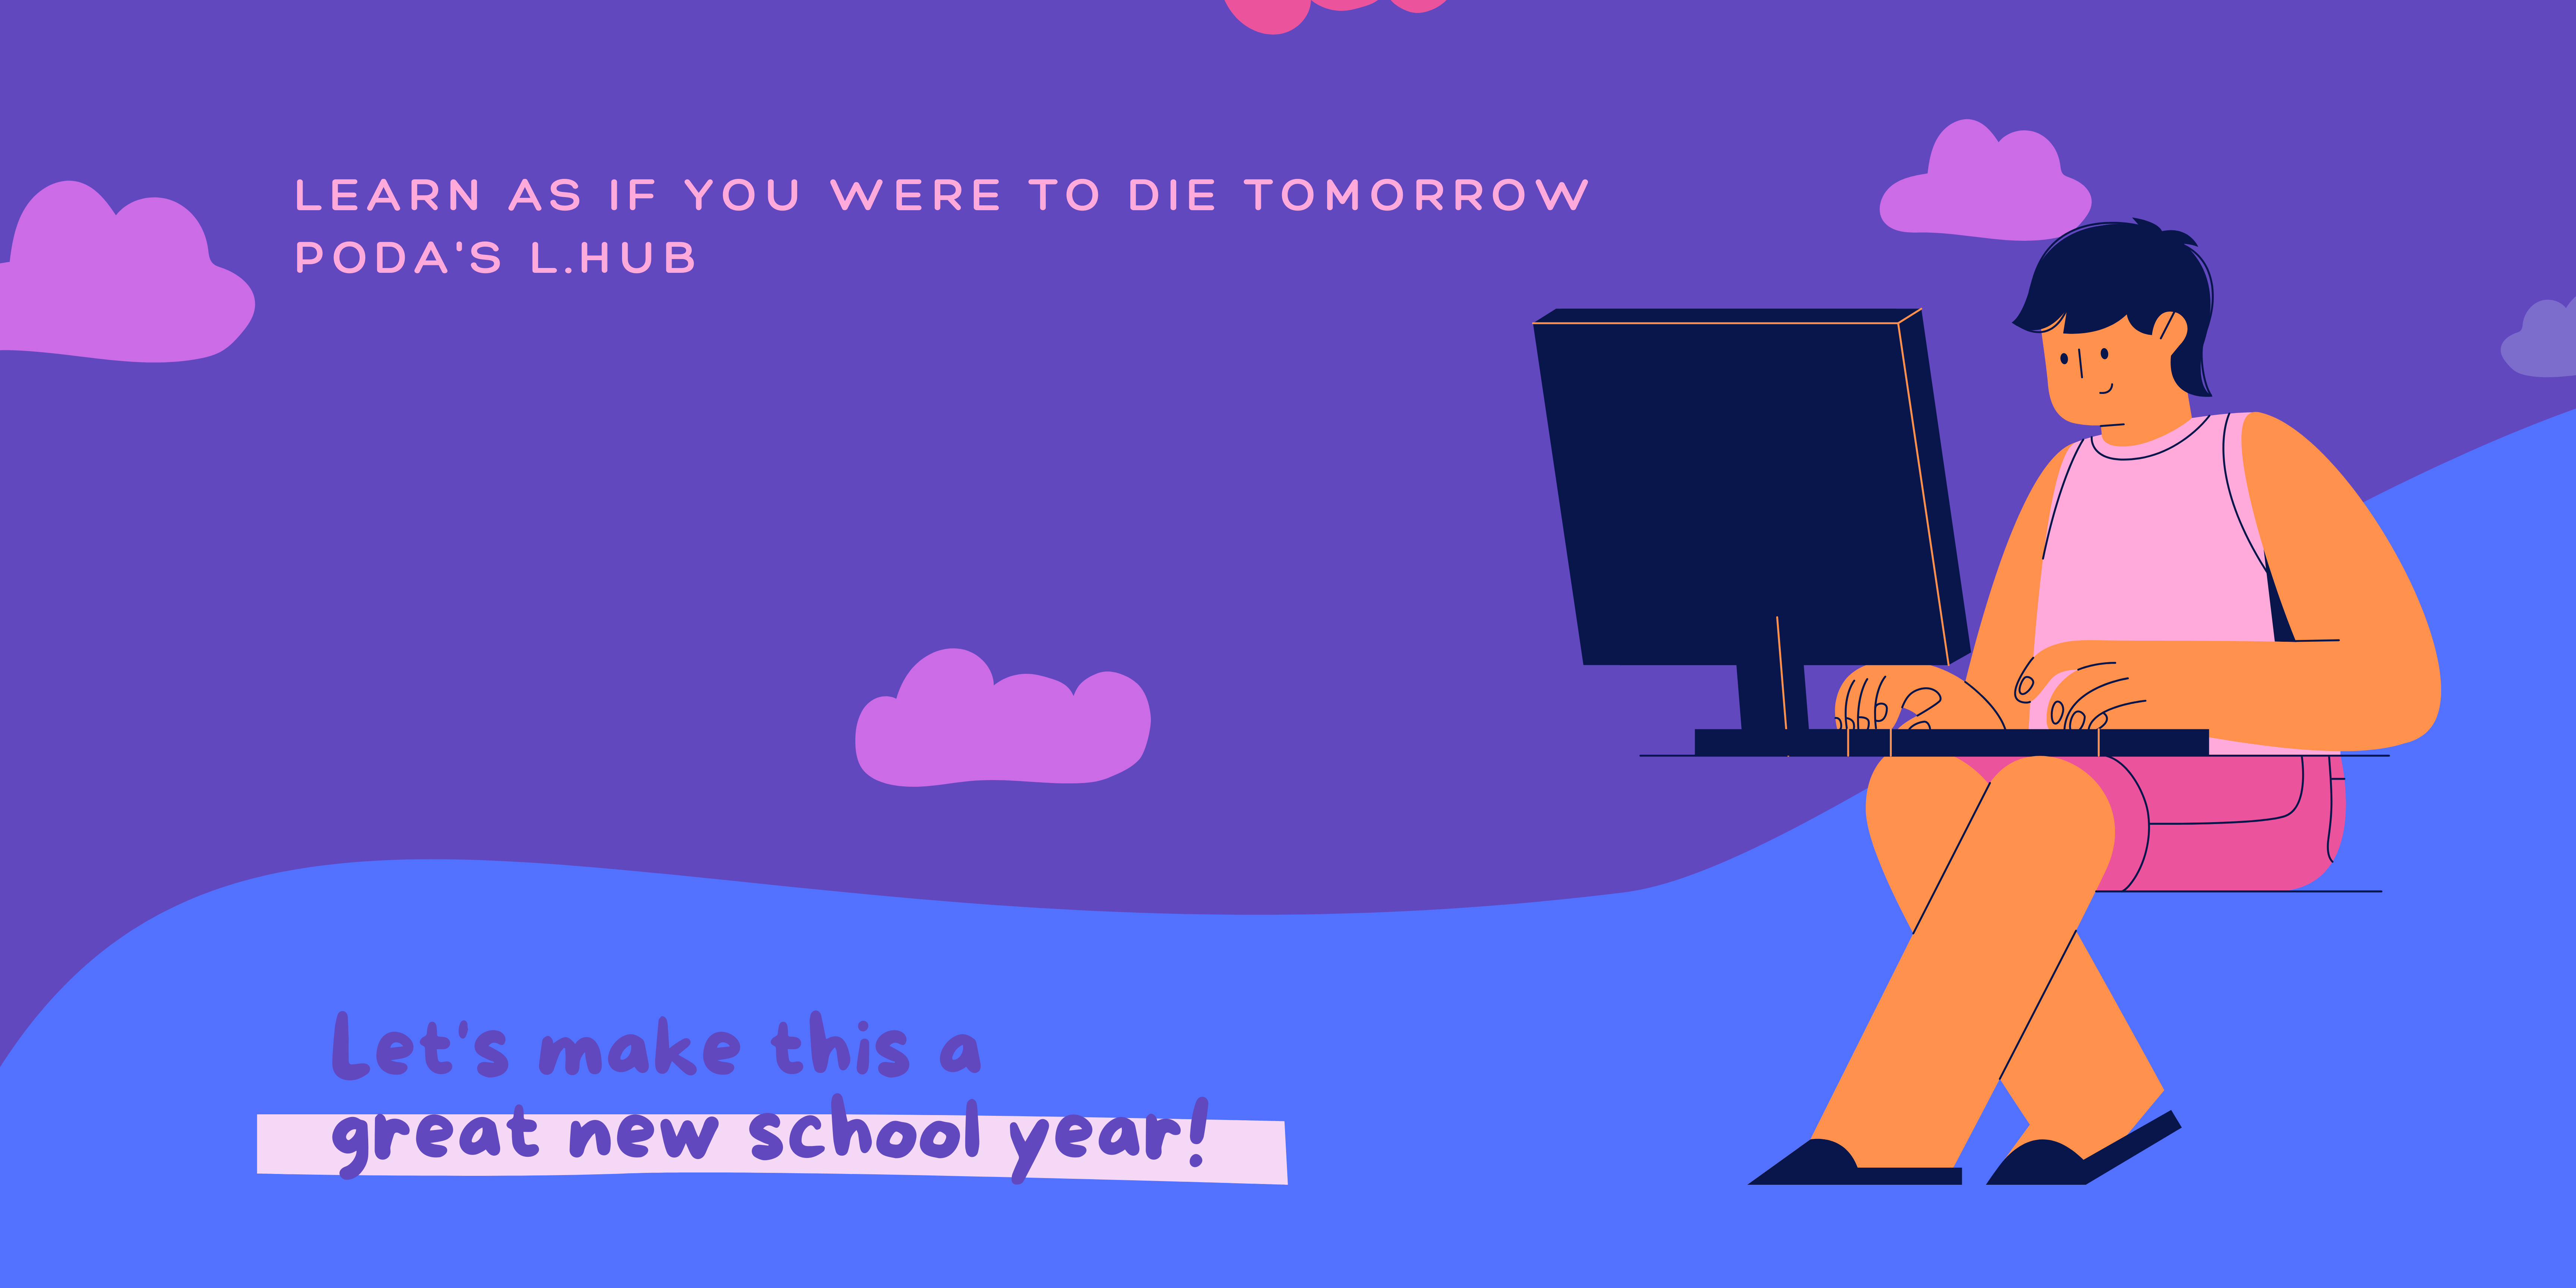 LEARN AS IF YOU WERE TO DIE TOMORROW
PODA'S L.HUB
Let's make this a
great new school year!